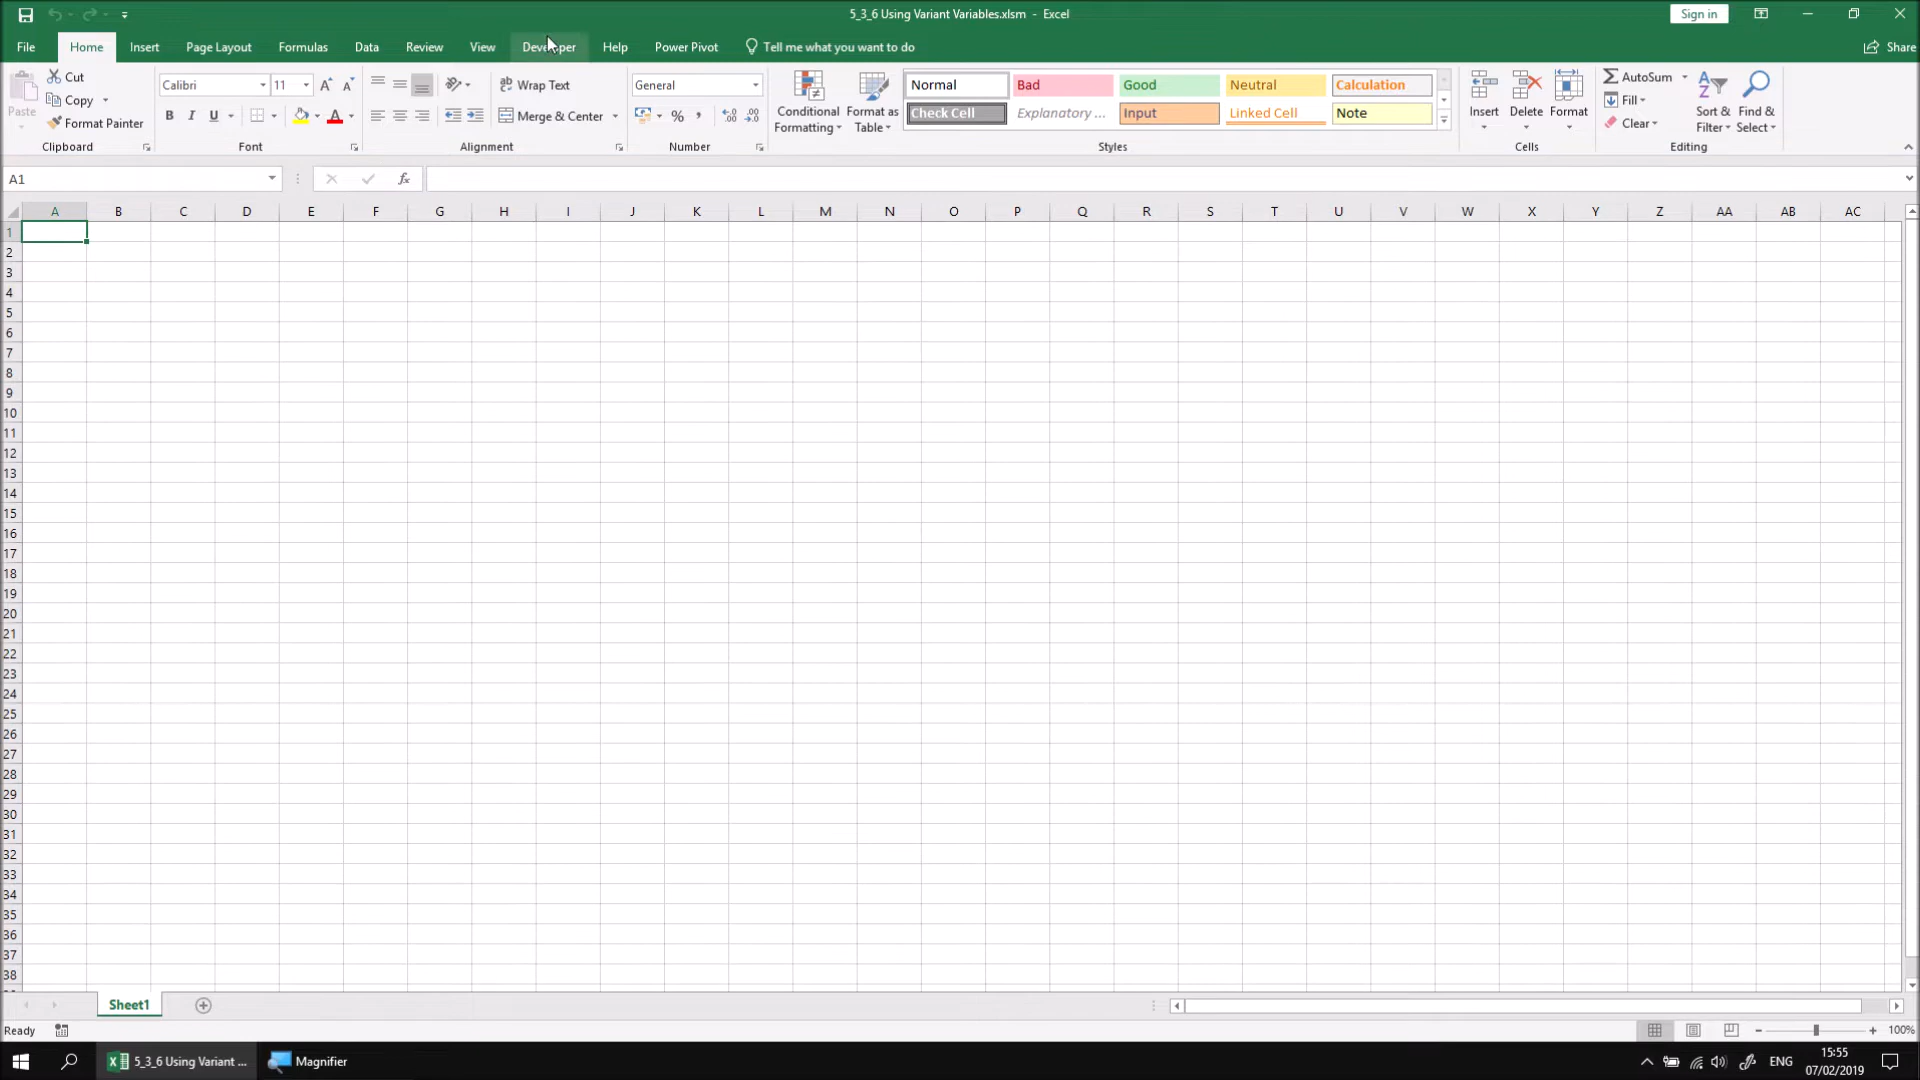 5_3_6 Using Variant Variables.xlsm - Excel
Sign in
File Home Insert Page Layout Formulas Data Review View Developer Help Power Pivot Tell me what you want to do Share
Paste
Cut
Copy
Format Painter
Clipboard
Calibri 11 A A
B I U A
Font
Wrap Text
Merge & Center
Alignment
General
%
Number
Conditional Formatting
Format as Table
Normal Bad Good Neutral Calculation
Check Cell Explanatory ... Input Linked Cell Note
Styles
Insert Delete Format
Cells
AutoSum
Fill
Clear
Sort & Filter
Find & Select
Editing
A1 fx
A B C D E F G H I J K L M N O P Q R S T U V W X Y Z AA AB AC
1
2
3
4
5
6
7
8
9
10
11
12
13
14
15
16
17
18
19
20
21
22
23
24
25
26
27
28
29
30
31
32
33
34
35
36
37
38
Sheet1
Ready 100%
5_3_6 Using Variant ... Magnifier ENG 15:55
07/02/2019